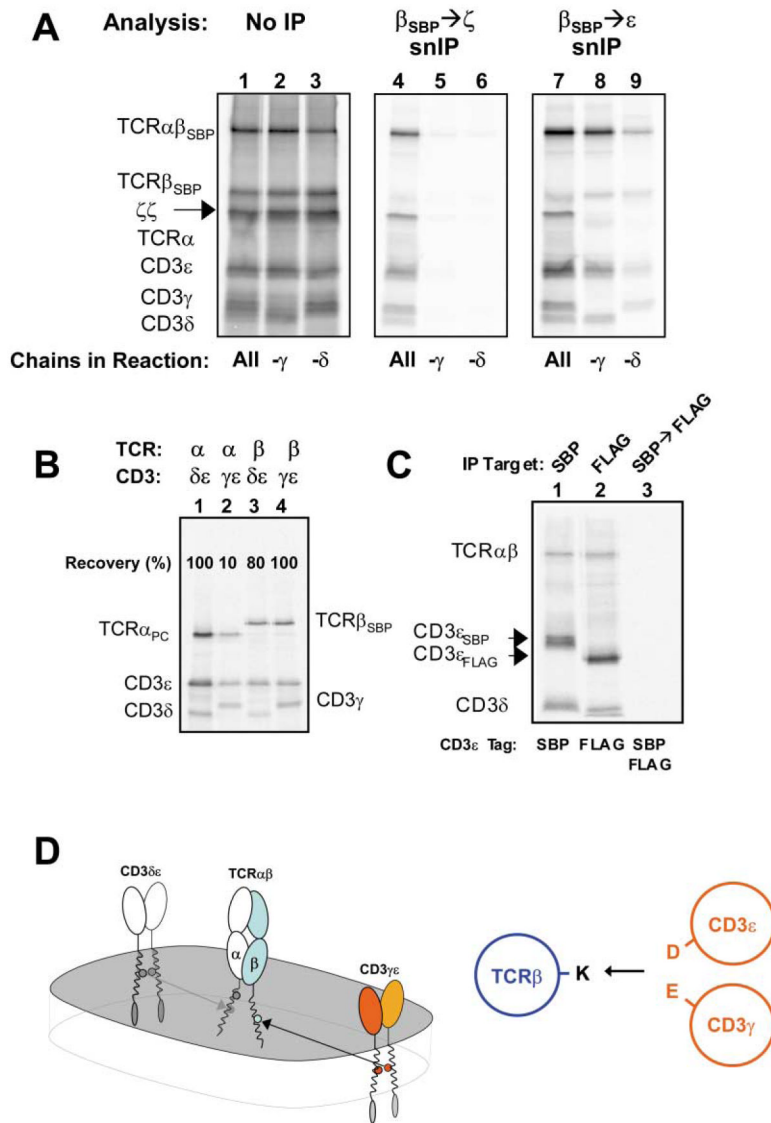 A
Analysis: No IP βSBP→ζ snIP βSBP→ε snIP
1 2 3 4 5 6 7 8 9
TCRαβSBP
TCRβSBP
ζζ
TCRα
CD3ε
CD3γ
CD3δ
Chains in Reaction: All -γ -δ All -γ -δ All -γ -δ
B
TCR: α α β β
CD3: δε γε δε γε
1 2 3 4
Recovery (%) 100 10 80 100
TCRαPC TCRβSBP
CD3ε
CD3δ CD3γ
C
IP Target: SBP FLAG SBP→FLAG
1 2 3
TCRαβ
CD3εSBP
CD3εFLAG
CD3δ
CD3ε Tag: SBP FLAG SBP
FLAG
D
CD3δε TCRαβ
α β
CD3γε
TCRβ K
D CD3ε
E CD3γ